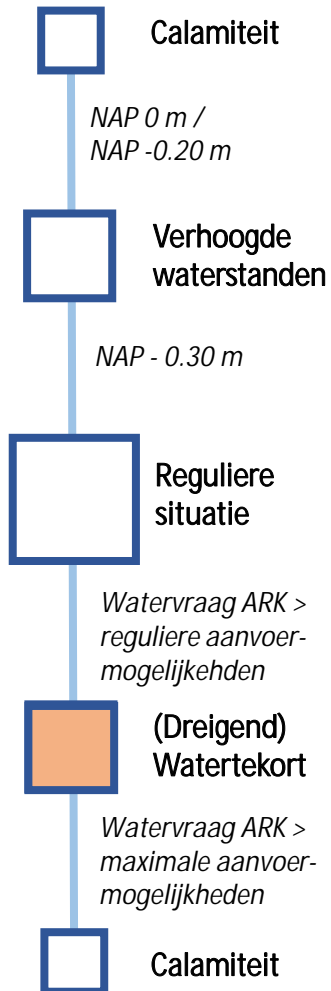 Calamiteit
NAP 0 m /
NAP -0.20 m
Verhoogde
waterstanden
NAP - 0.30 m
Reguliere
situatie
Watervraag ARK >
reguliere aanvoer-
mogelijkehden
(Dreigend)
Watertekort
Watervraag ARK >
maximale aanvoer-
mogelijkheden
Calamiteit